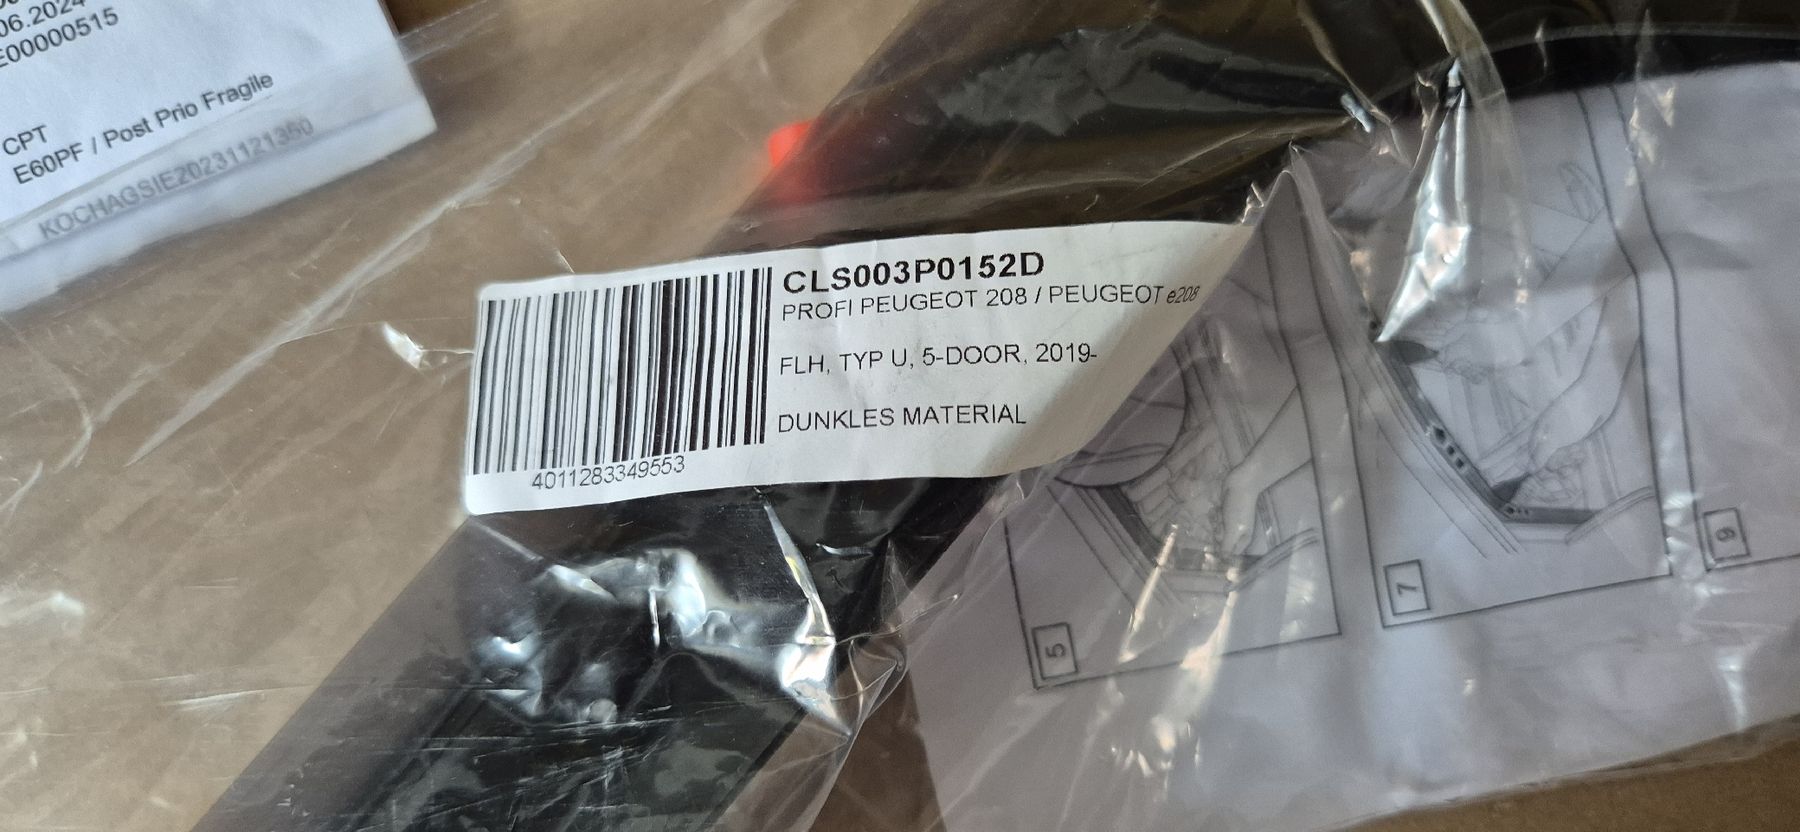 06.2024
E00000515
CPT
E60PF / Post Prio Fragile
KOCHAGSIE20231121350
CLS003P0152D
PROFI PEUGEOT 208 / PEUGEOT e208
FLH, TYP U, 5-DOOR, 2019-
DUNKLES MATERIAL
4011283349553
5
7
9